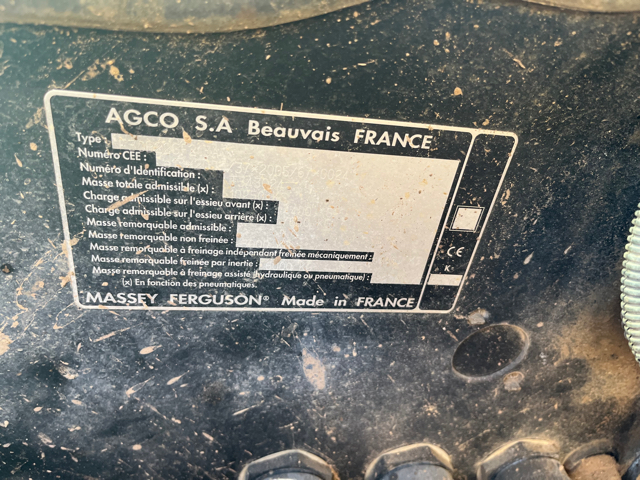 AGCO S.A Beauvais FRANCE
Type :
Numéro CEE :
Numéro d'Identification :
Masse totale admissible (x) :
Charge admissible sur l'essieu avant (x) :
Charge admissible sur l'essieu arrière (x) :
Masse remorquable admissible :
Masse remorquable non freinée :
Masse remorquable à freinage indépendant freinée mécaniquement :
Masse remorquable freinée par inertie :
Masse remorquable à freinage assisté (hydraulique ou pneumatique) :
(x) En fonction des pneumatiques.
MASSEY FERGUSON® Made in FRANCE
CE
K